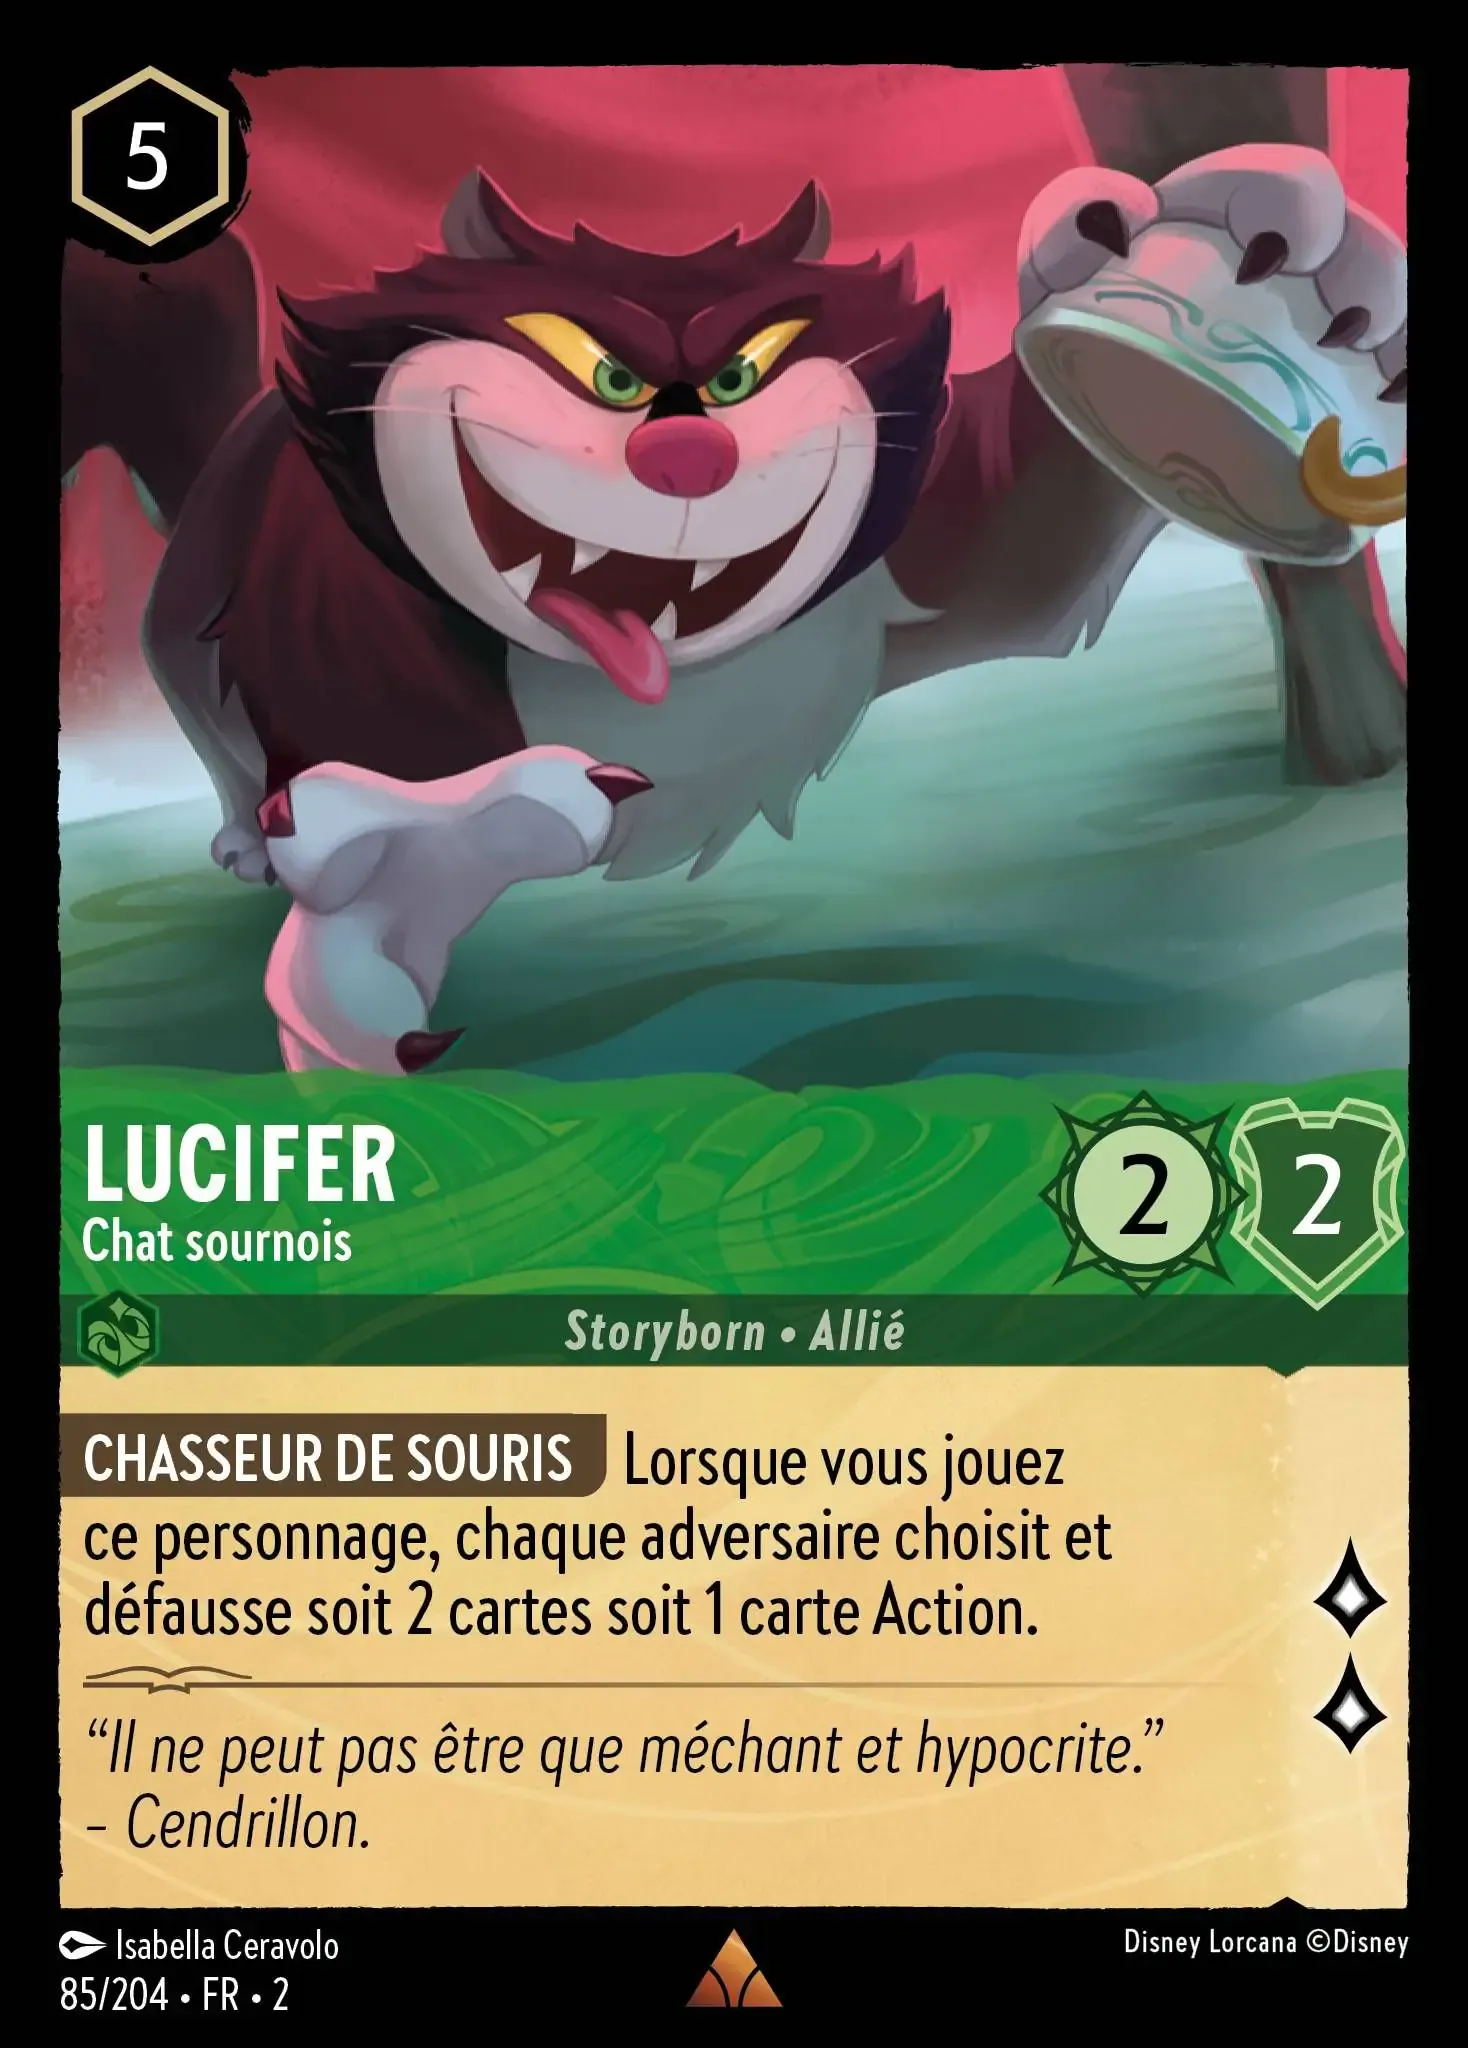 5
LUCIFER
Chat sournois
2
2
Storyborn • Allié
CHASSEUR DE SOURIS Lorsque vous jouez
ce personnage, chaque adversaire choisit et
défausse soit 2 cartes soit 1 carte Action.
“Il ne peut pas être que méchant et hypocrite.”
– Cendrillon.
Isabella Ceravolo
Disney Lorcana ©Disney
85/204 • FR • 2